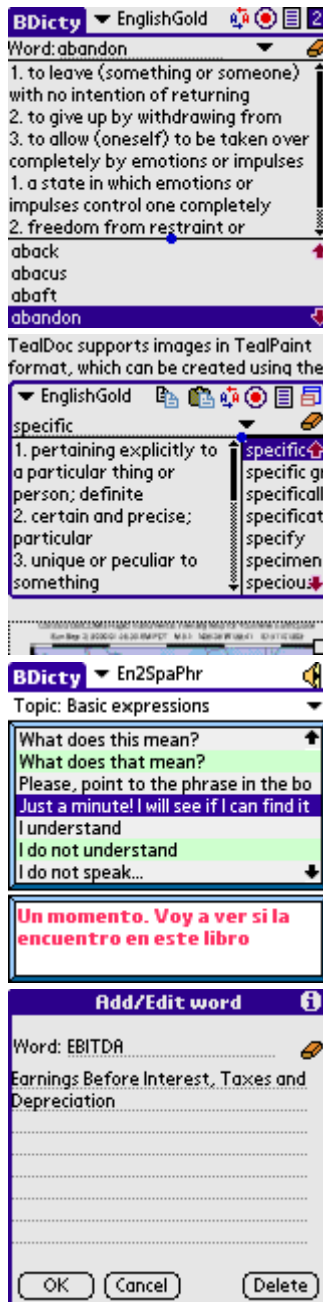 BDicty EnglishGold 2
Word: abandon
1. to leave (something or someone)
with no intention of returning
2. to give up by withdrawing from
3. to allow (oneself) to be taken over
completely by emotions or impulses
1. a state in which emotions or
impulses control one completely
2. freedom from restraint or
aback
abacus
abaft
abandon
TealDoc supports images in TealPaint
format, which can be created using the
EnglishGold
specific
1. pertaining explicitly to
a particular thing or
person; definite
2. certain and precise;
particular
3. unique or peculiar to
something
specific
specific gr
specificall
specificat
specify
specimen
specious
BDicty En2SpaPhr
Topic: Basic expressions
What does this mean?
What does that mean?
Please, point to the phrase in the bo
Just a minute! I will see if I can find it
I understand
I do not understand
I do not speak...
Un momento. Voy a ver si la
encuentro en este libro
Add/Edit word i
Word: EBITDA
Earnings Before Interest, Taxes and
Depreciation
OK Cancel Delete